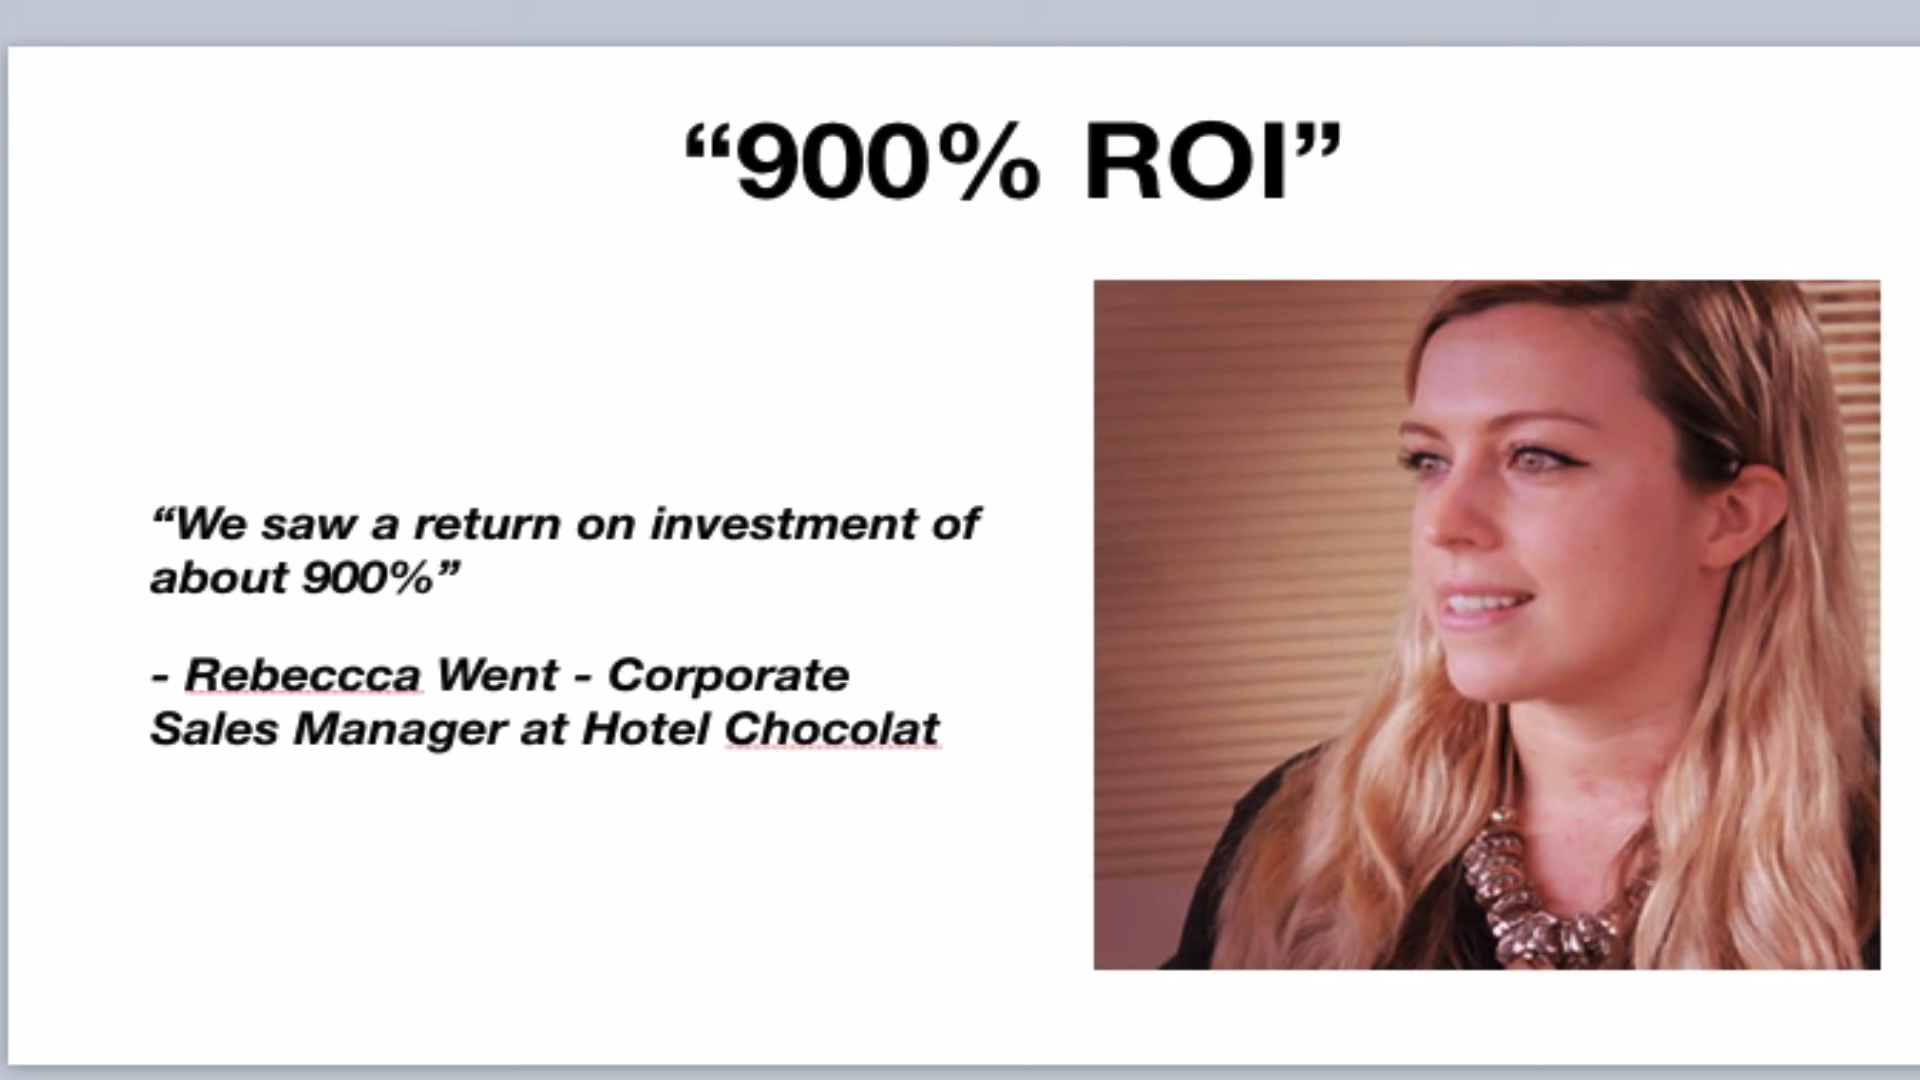 “900% ROI”
“We saw a return on investment of
about 900%”
- Rebeccca Went - Corporate
Sales Manager at Hotel Chocolat